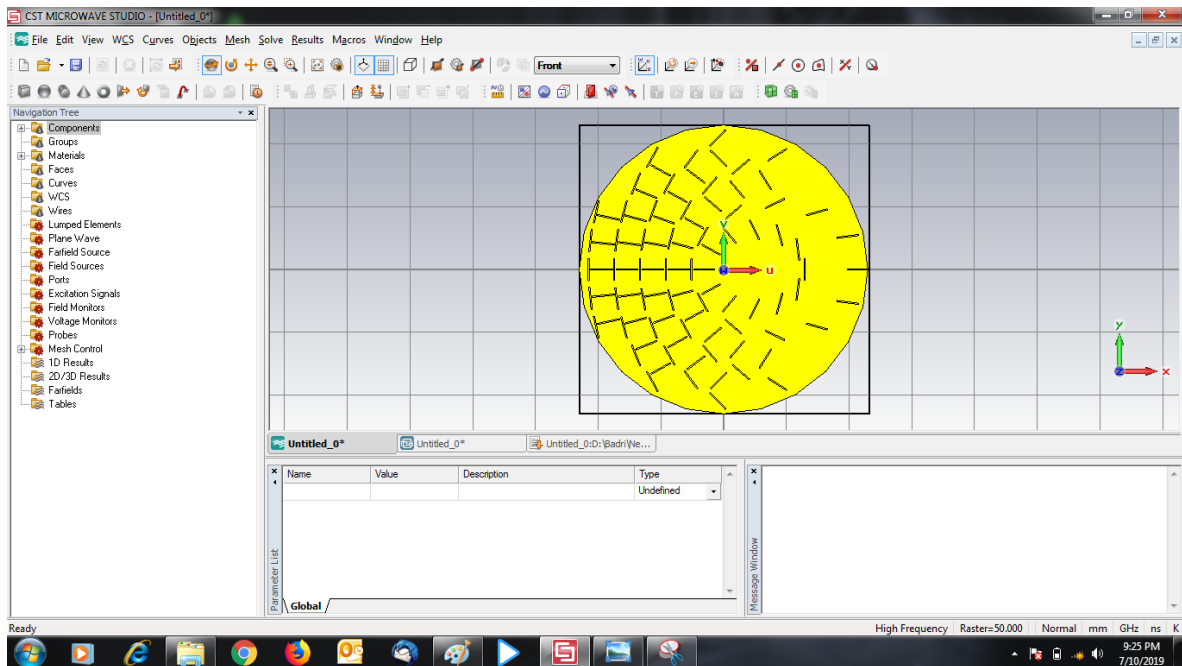 CST MICROWAVE STUDIO - [Untitled_0*]
File Edit View WCS Curves Objects Mesh Solve Results Macros Window Help
Front
Navigation Tree
Components
Groups
Materials
Faces
Curves
WCS
Wires
Lumped Elements
Plane Wave
Farfield Source
Field Sources
Ports
Excitation Signals
Field Monitors
Voltage Monitors
Probes
Mesh Control
1D Results
2D/3D Results
Farfields
Tables
v
w u
y
z x
Untitled_0* Untitled_0* Untitled_0:D:\Badri\Ne...
Name Value Description Type
Undefined
Parameter List
Global
Message Window
Ready
High Frequency Raster=50.000 Normal mm GHz ns K
9:25 PM
7/10/2019